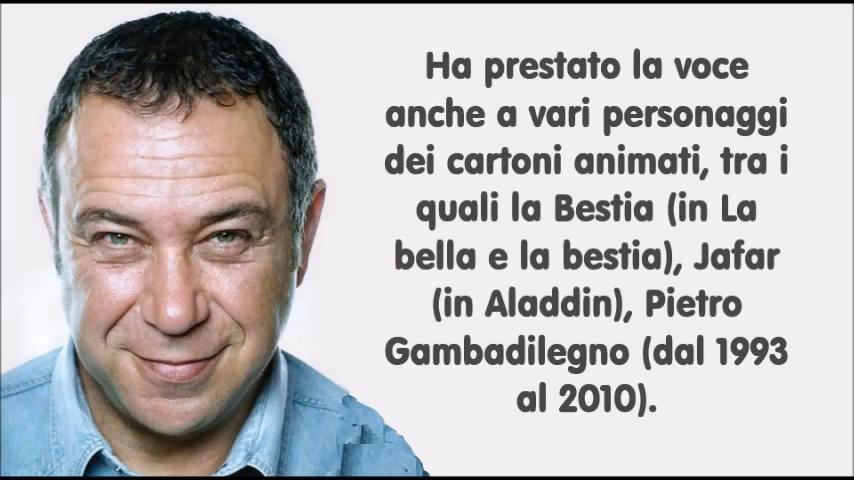 Ha prestato la voce
anche a vari personaggi
dei cartoni animati, tra i
quali la Bestia (in La
bella e la bestia), Jafar
(in Aladdin), Pietro
Gambadilegno (dal 1993
al 2010).